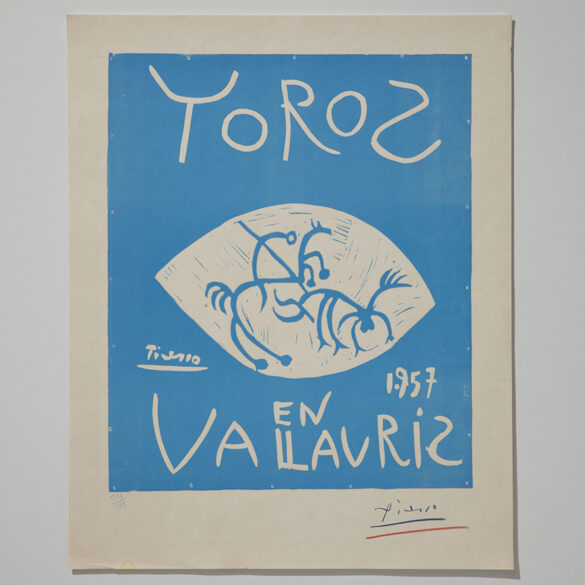 TOROS
Picasso
1957
EN
VALLAURIS
Picasso